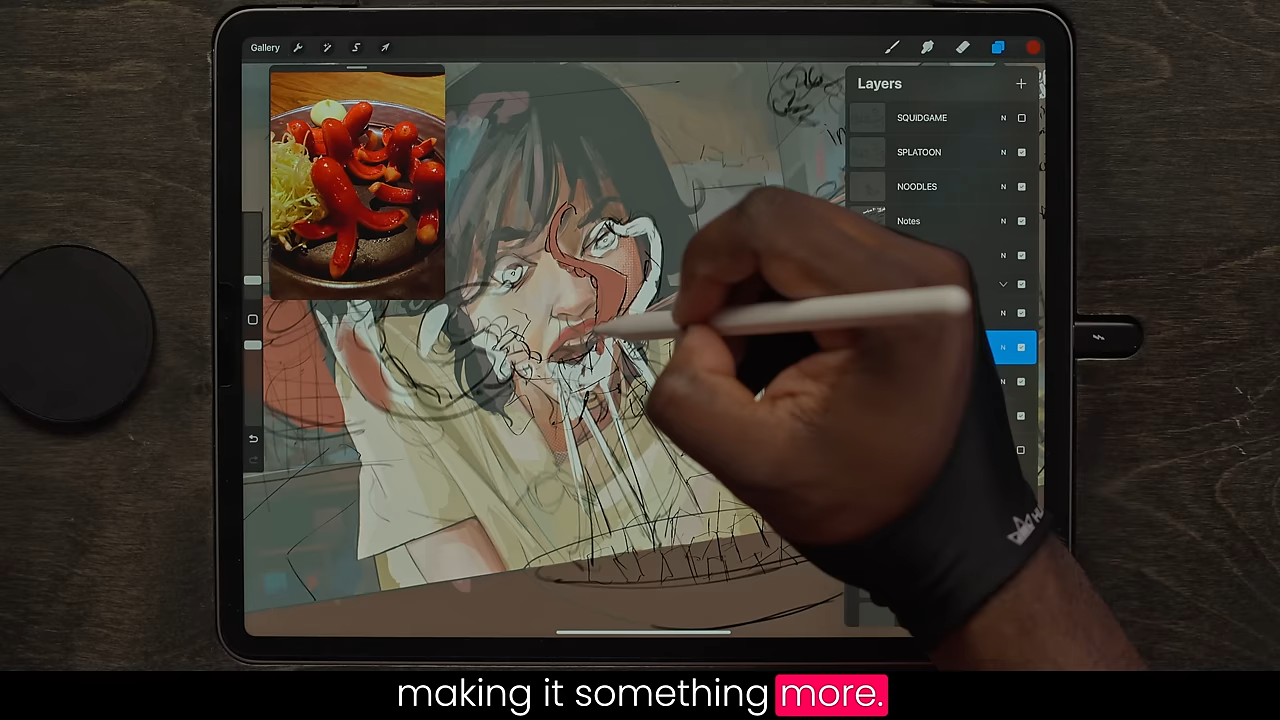 Gallery
Layers
SQUIDGAME N
SPLATOON N
NOODLES N
Notes N
N
N
N
N
making it something more.